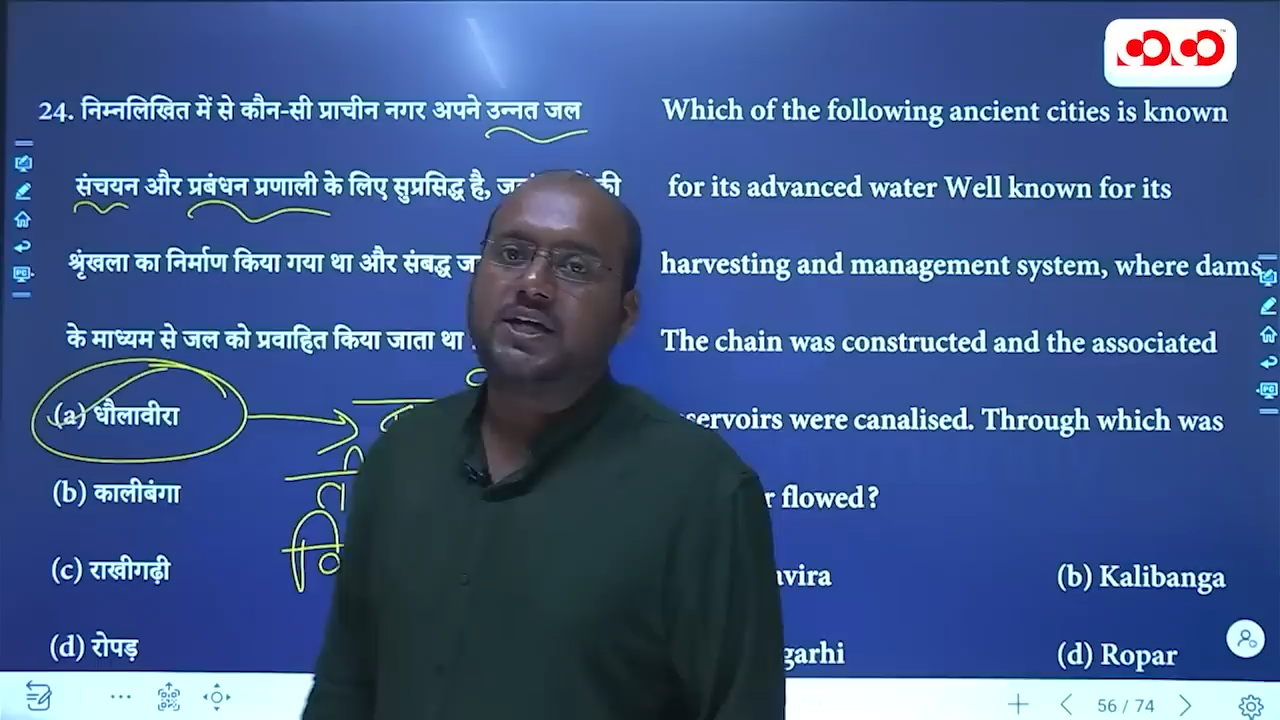 24. निम्नलिखित में से कौन-सी प्राचीन नगर अपने उन्नत जल
संचयन और प्रबंधन प्रणाली के लिए सुप्रसिद्ध है, की
श्रृंखला का निर्माण किया गया था और संबद्ध
के माध्यम से जल को प्रवाहित किया जाता था
(a) धौलावीरा
(b) कालीबंगा
(c) राखीगढ़ी
(d) रोपड़
Which of the following ancient cities is known
for its advanced water Well known for its
harvesting and management system, where dams
The chain was constructed and the associated
servoirs were canalised. Through which was
flowed?
(b) Kalibanga
(d) Ropar
56 / 74